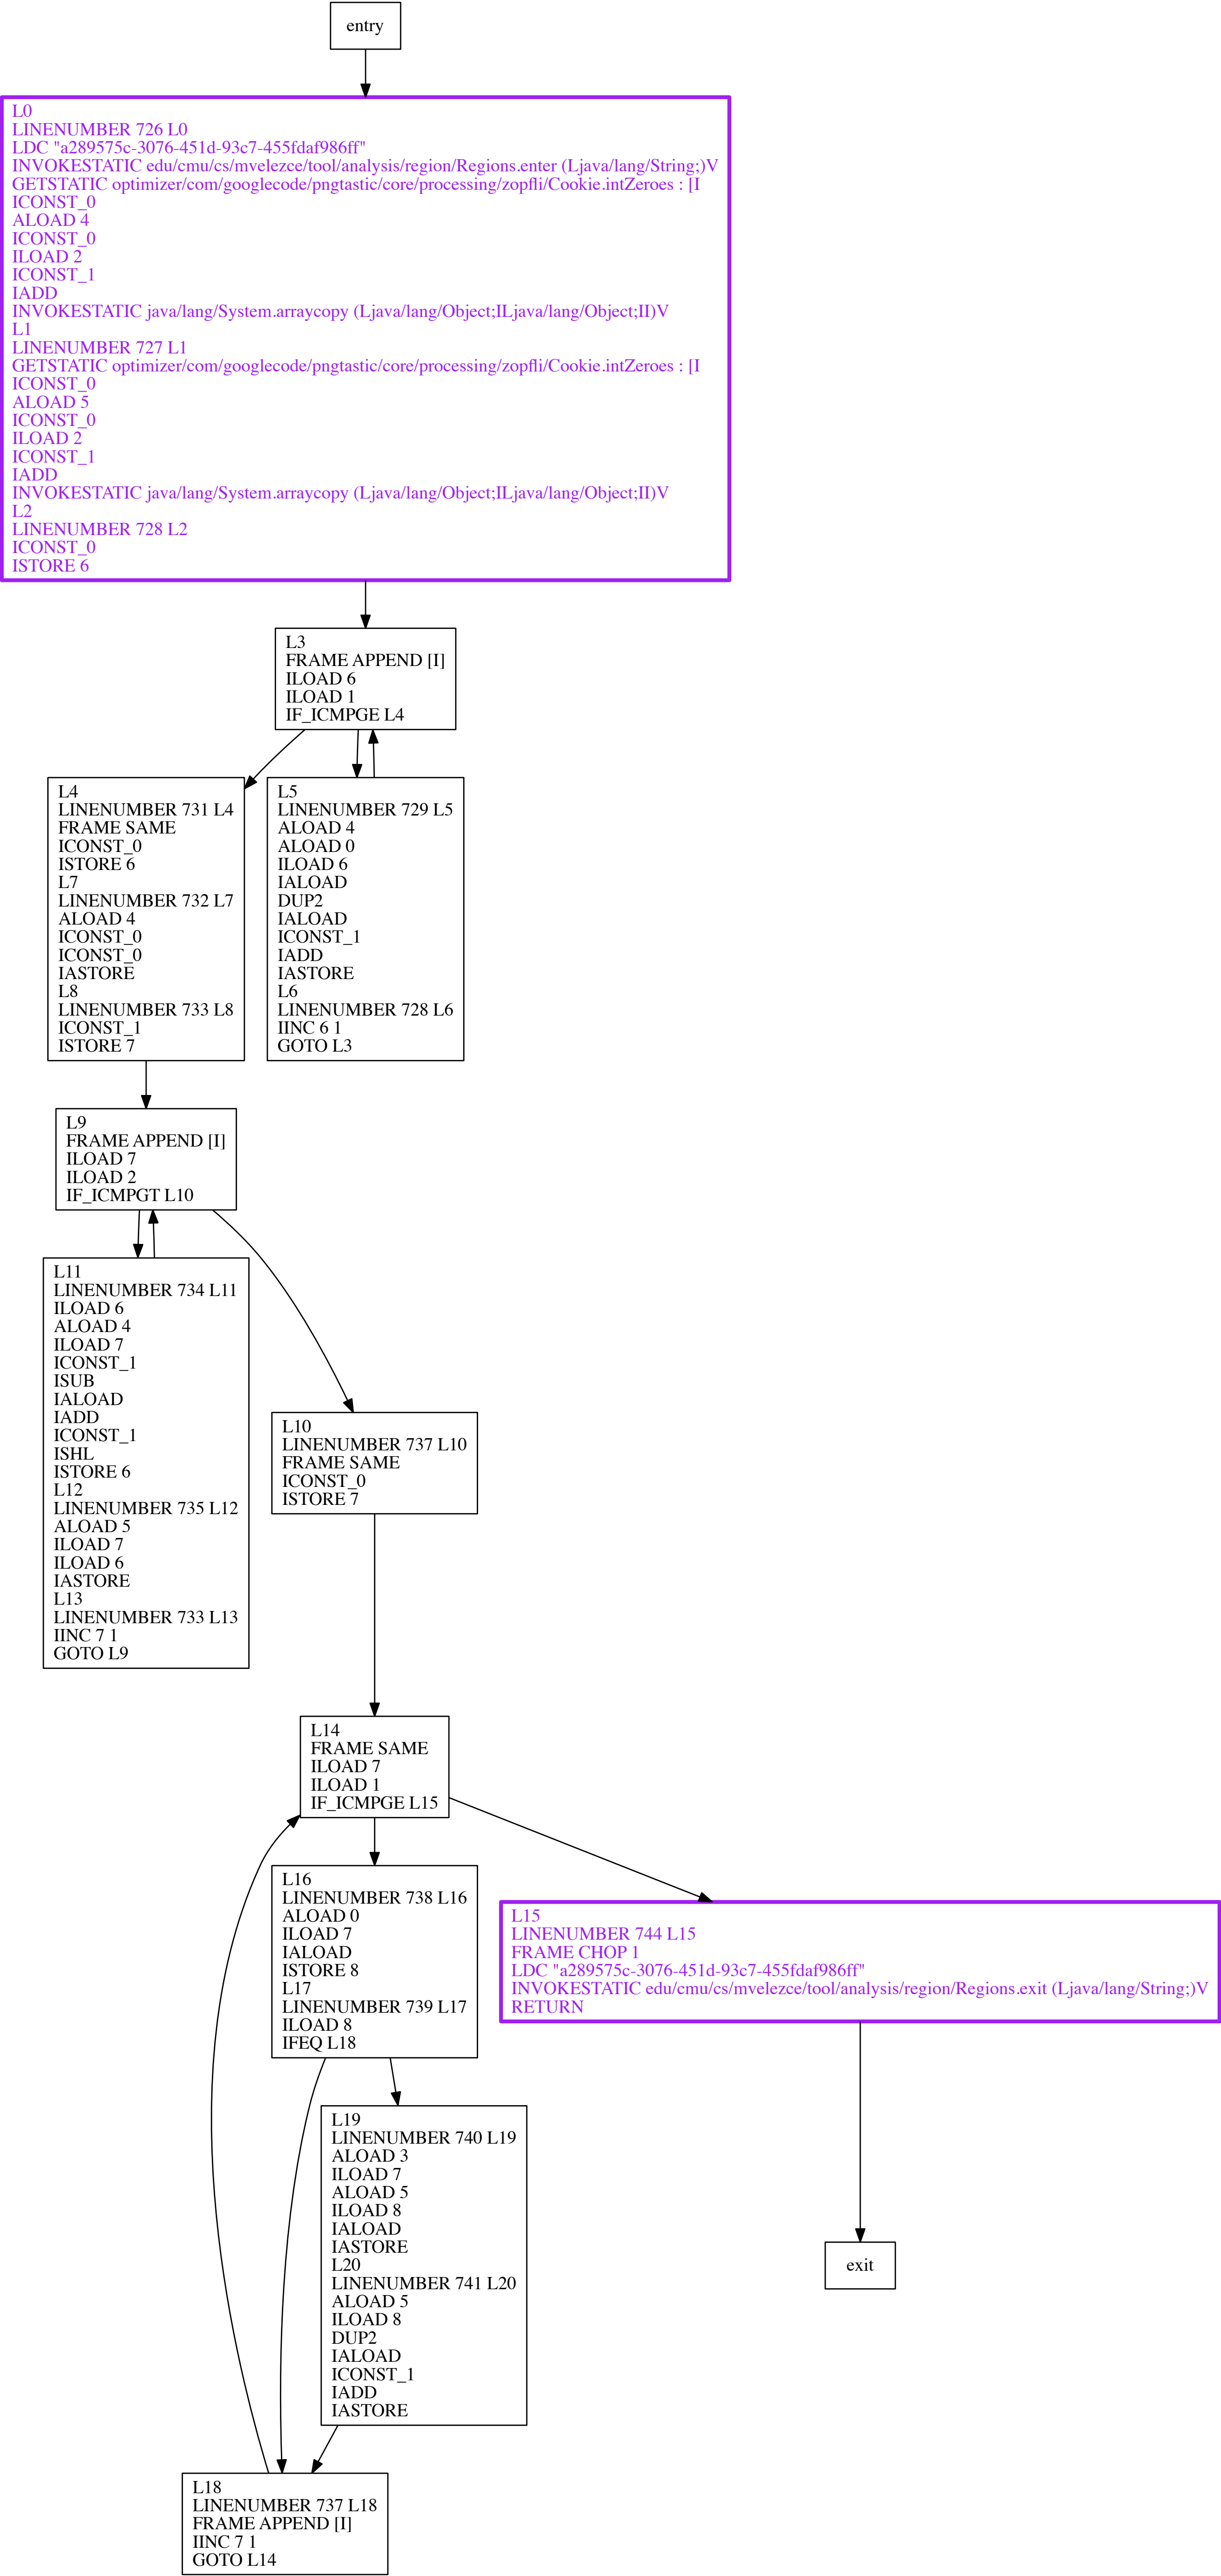 entry
L0
LINENUMBER 726 L0
LDC "a289575c-3076-451d-93c7-455fdaf986ff"
INVOKESTATIC edu/cmu/cs/mvelezce/tool/analysis/region/Regions.enter (Ljava/lang/String;)V
GETSTATIC optimizer/com/googlecode/pngtastic/core/processing/zopfli/Cookie.intZeroes : [I
ICONST_0
ALOAD 4
ICONST_0
ILOAD 2
ICONST_1
IADD
INVOKESTATIC java/lang/System.arraycopy (Ljava/lang/Object;ILjava/lang/Object;II)V
L1
LINENUMBER 727 L1
GETSTATIC optimizer/com/googlecode/pngtastic/core/processing/zopfli/Cookie.intZeroes : [I
ICONST_0
ALOAD 5
ICONST_0
ILOAD 2
ICONST_1
IADD
INVOKESTATIC java/lang/System.arraycopy (Ljava/lang/Object;ILjava/lang/Object;II)V
L2
LINENUMBER 728 L2
ICONST_0
ISTORE 6
L3
FRAME APPEND [I]
ILOAD 6
ILOAD 1
IF_ICMPGE L4
L4
LINENUMBER 731 L4
FRAME SAME
ICONST_0
ISTORE 6
L7
LINENUMBER 732 L7
ALOAD 4
ICONST_0
ICONST_0
IASTORE
L8
LINENUMBER 733 L8
ICONST_1
ISTORE 7
L5
LINENUMBER 729 L5
ALOAD 4
ALOAD 0
ILOAD 6
IALOAD
DUP2
IALOAD
ICONST_1
IADD
IASTORE
L6
LINENUMBER 728 L6
IINC 6 1
GOTO L3
L9
FRAME APPEND [I]
ILOAD 7
ILOAD 2
IF_ICMPGT L10
L11
LINENUMBER 734 L11
ILOAD 6
ALOAD 4
ILOAD 7
ICONST_1
ISUB
IALOAD
IADD
ICONST_1
ISHL
ISTORE 6
L12
LINENUMBER 735 L12
ALOAD 5
ILOAD 7
ILOAD 6
IASTORE
L13
LINENUMBER 733 L13
IINC 7 1
GOTO L9
L10
LINENUMBER 737 L10
FRAME SAME
ICONST_0
ISTORE 7
L14
FRAME SAME
ILOAD 7
ILOAD 1
IF_ICMPGE L15
L16
LINENUMBER 738 L16
ALOAD 0
ILOAD 7
IALOAD
ISTORE 8
L17
LINENUMBER 739 L17
ILOAD 8
IFEQ L18
L15
LINENUMBER 744 L15
FRAME CHOP 1
LDC "a289575c-3076-451d-93c7-455fdaf986ff"
INVOKESTATIC edu/cmu/cs/mvelezce/tool/analysis/region/Regions.exit (Ljava/lang/String;)V
RETURN
L19
LINENUMBER 740 L19
ALOAD 3
ILOAD 7
ALOAD 5
ILOAD 8
IALOAD
IASTORE
L20
LINENUMBER 741 L20
ALOAD 5
ILOAD 8
DUP2
IALOAD
ICONST_1
IADD
IASTORE
exit
L18
LINENUMBER 737 L18
FRAME APPEND [I]
IINC 7 1
GOTO L14